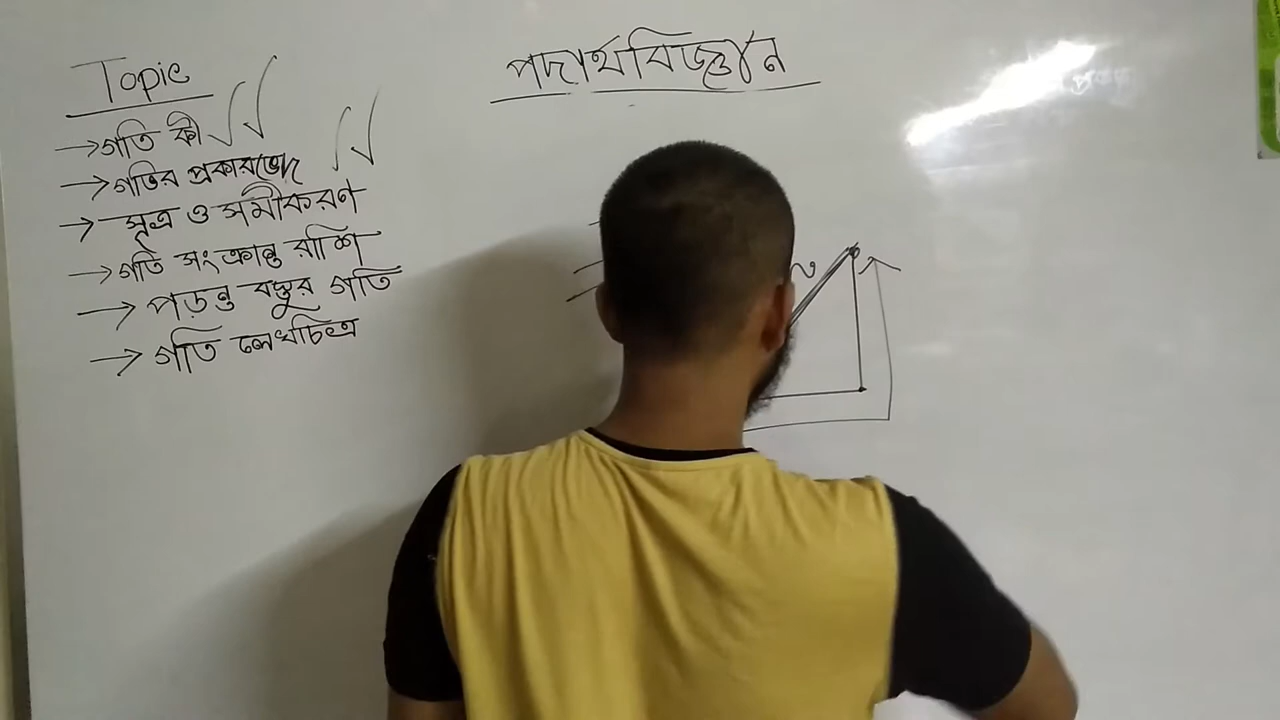 Topic
পদার্থবিজ্ঞান
→গতি কী
→গতির প্রকারভেদ
→ সূত্র ও সমীকরণ
→ গতি সংক্রান্ত রাশি
→ পড়ন্ত বস্তুর গতি
→ গতি লেখচিত্র